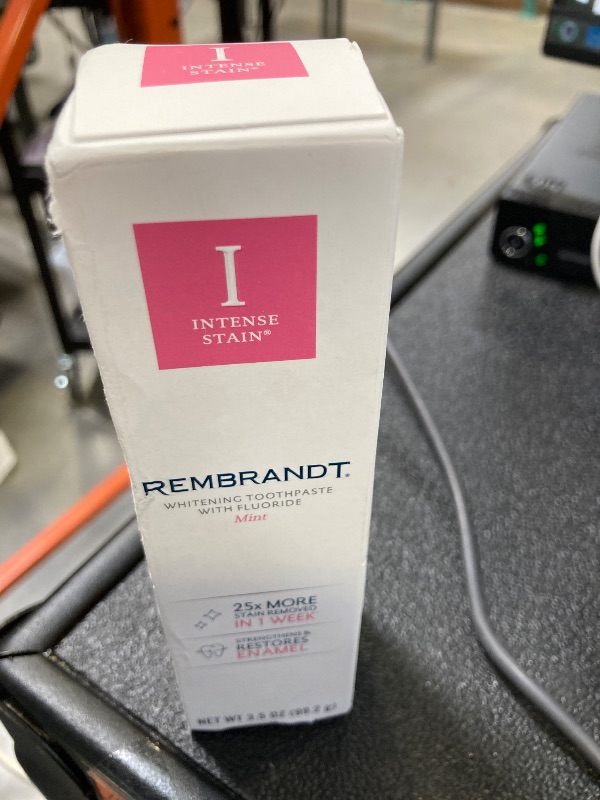 I
INTENSE
STAIN®
I
INTENSE
STAIN®
REMBRANDT®
WHITENING TOOTHPASTE
WITH FLUORIDE
Mint
25x MORE
STAIN REMOVED
IN 1 WEEK
STRENGTHENS &
RESTORES
ENAMEL
NET WT 3.5 OZ (99.2 g)